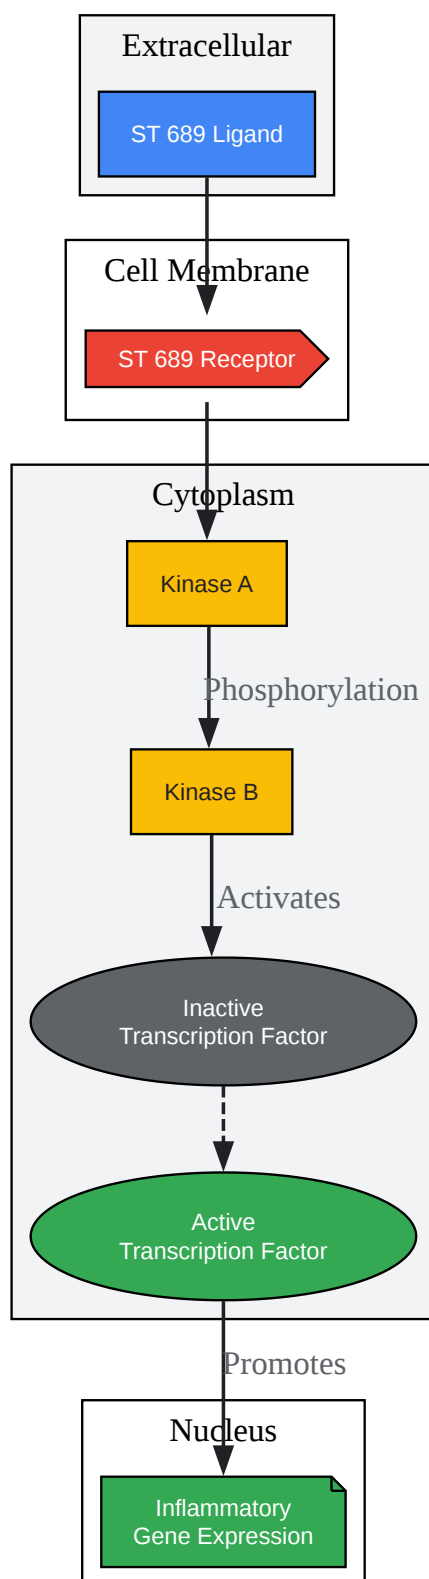 Extracellular
ST 689 Ligand
Cell Membrane
ST 689 Receptor
Cytoplasm
Kinase A
Phosphorylation
Kinase B
Activates
Inactive
Transcription Factor
Active
Transcription Factor
Promotes
Nucleus
Inflammatory
Gene Expression